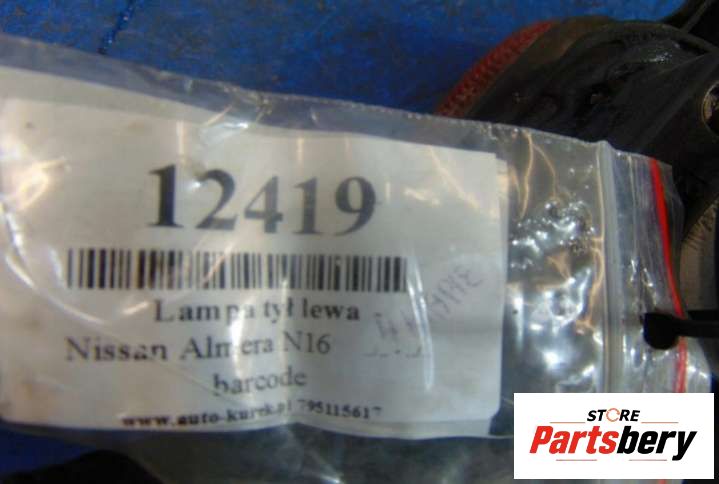 12419
Lampa tył lewa
Nissan Almera N16
barcode
www.auto-kurek.pl 795115617
STORE
Partsbery